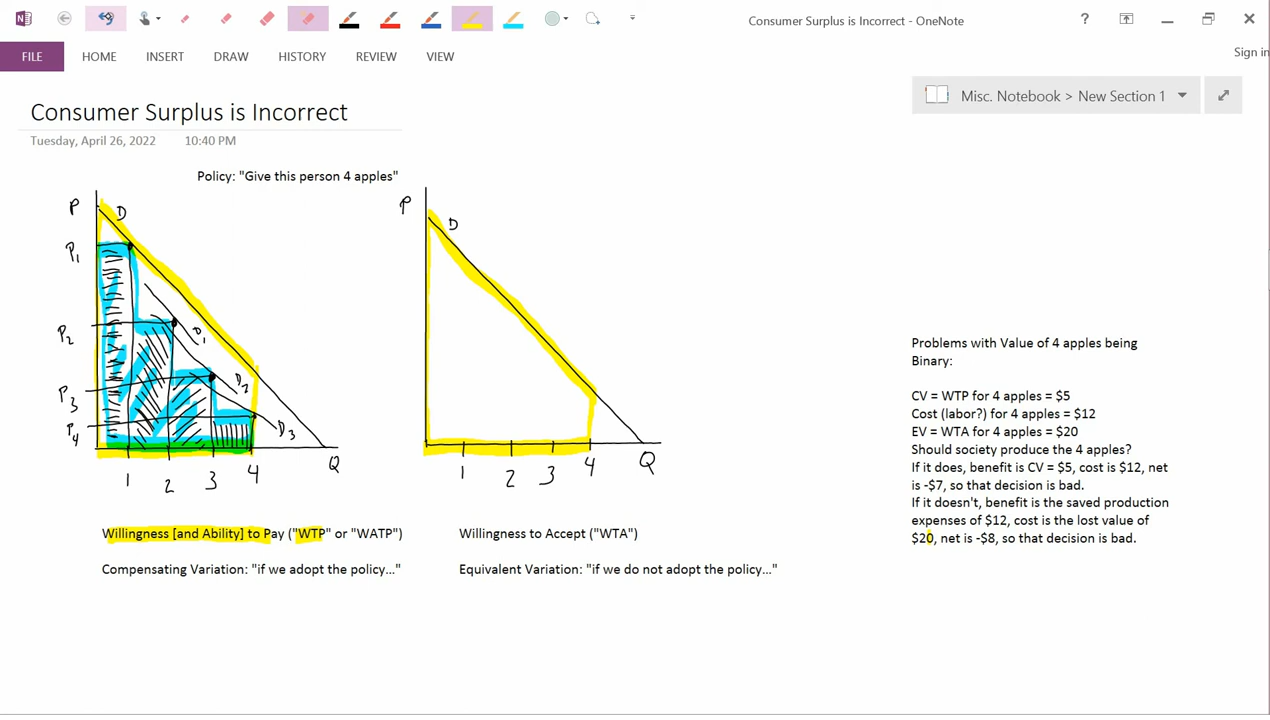 Consumer Surplus is Incorrect - OneNote
?
Sign in
FILE
HOME
INSERT
DRAW
HISTORY
REVIEW
VIEW
Misc. Notebook > New Section 1
Consumer Surplus is Incorrect
Tuesday, April 26, 2022
10:40 PM
Policy: "Give this person 4 apples"
P
D
P1
P2
P3
P4
D1
D2
D3
1
2
3
4
Q
P
D
1
2
3
4
Q
Willingness [and Ability] to Pay ("WTP" or "WATP")
Compensating Variation: "if we adopt the policy..."
Willingness to Accept ("WTA")
Equivalent Variation: "if we do not adopt the policy..."
Problems with Value of 4 apples being
Binary:
CV = WTP for 4 apples = $5
Cost (labor?) for 4 apples = $12
EV = WTA for 4 apples = $20
Should society produce the 4 apples?
If it does, benefit is CV = $5, cost is $12, net
is -$7, so that decision is bad.
If it doesn't, benefit is the saved production
expenses of $12, cost is the lost value of
$20, net is -$8, so that decision is bad.